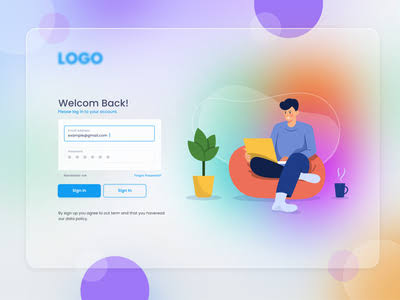 LOGO
Welcom Back!
Please log in to your account.
Email Address
example@gmail.com
Password
Remember me Forgot Password?
Sign in Sign in
By sign up you agree to our term and that you havereed
our data policy.